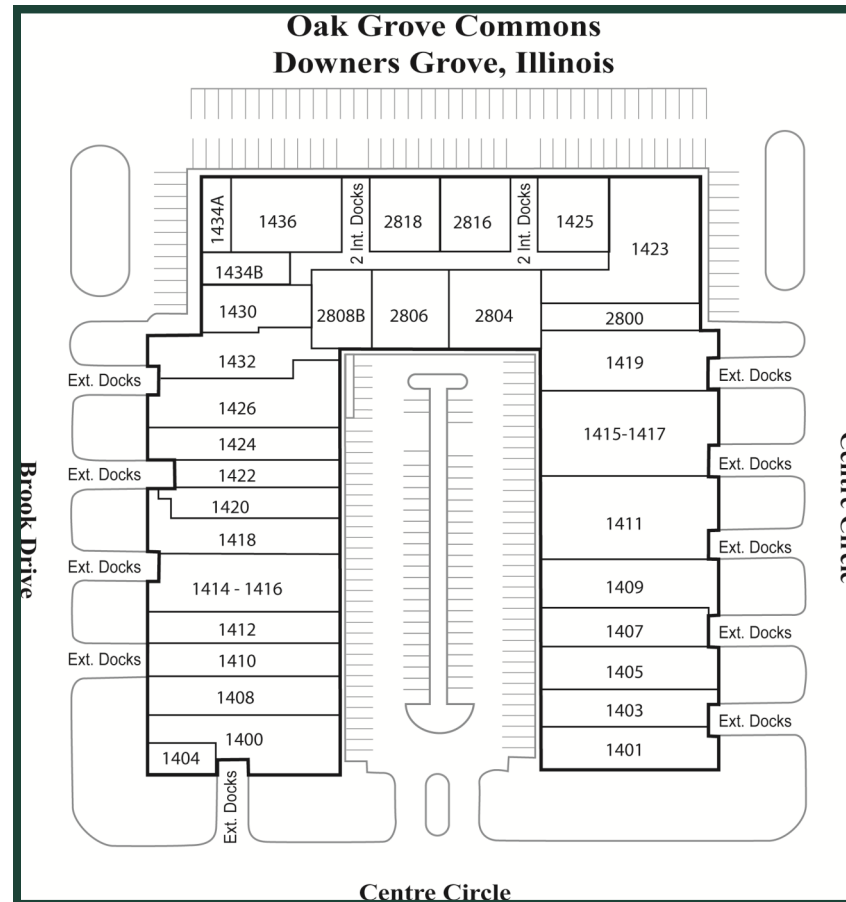 Oak Grove Commons
Downers Grove, Illinois
1434A
1436
2 Int. Docks
2818
2816
2 Int. Docks
1425
1423
1434B
1430
2808B
2806
2804
2800
1432
1419
Ext. Docks
Ext. Docks
1426
1415-1417
1424
Ext. Docks
1422
Ext. Docks
1420
1411
1418
Ext. Docks
Ext. Docks
1414 - 1416
1409
1412
1407
Ext. Docks
Ext. Docks
1410
1405
1408
1403
Ext. Docks
1400
1404
1401
Ext. Docks
Brook Drive
Centre Circle
Centre Circle